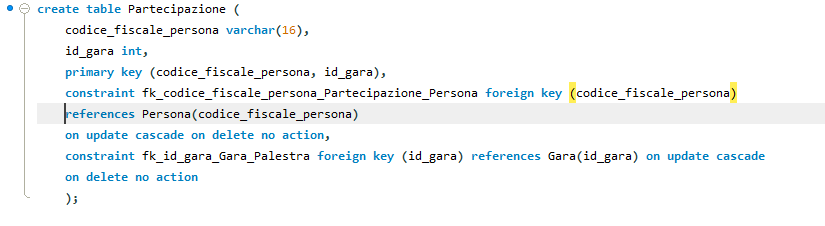 create table Partecipazione (
codice_fiscale_persona varchar(16),
id_gara int,
primary key (codice_fiscale_persona, id_gara),
constraint fk_codice_fiscale_persona_Partecipazione_Persona foreign key (codice_fiscale_persona)
references Persona(codice_fiscale_persona)
on update cascade on delete no action,
constraint fk_id_gara_Gara_Palestra foreign key (id_gara) references Gara(id_gara) on update cascade
on delete no action
);